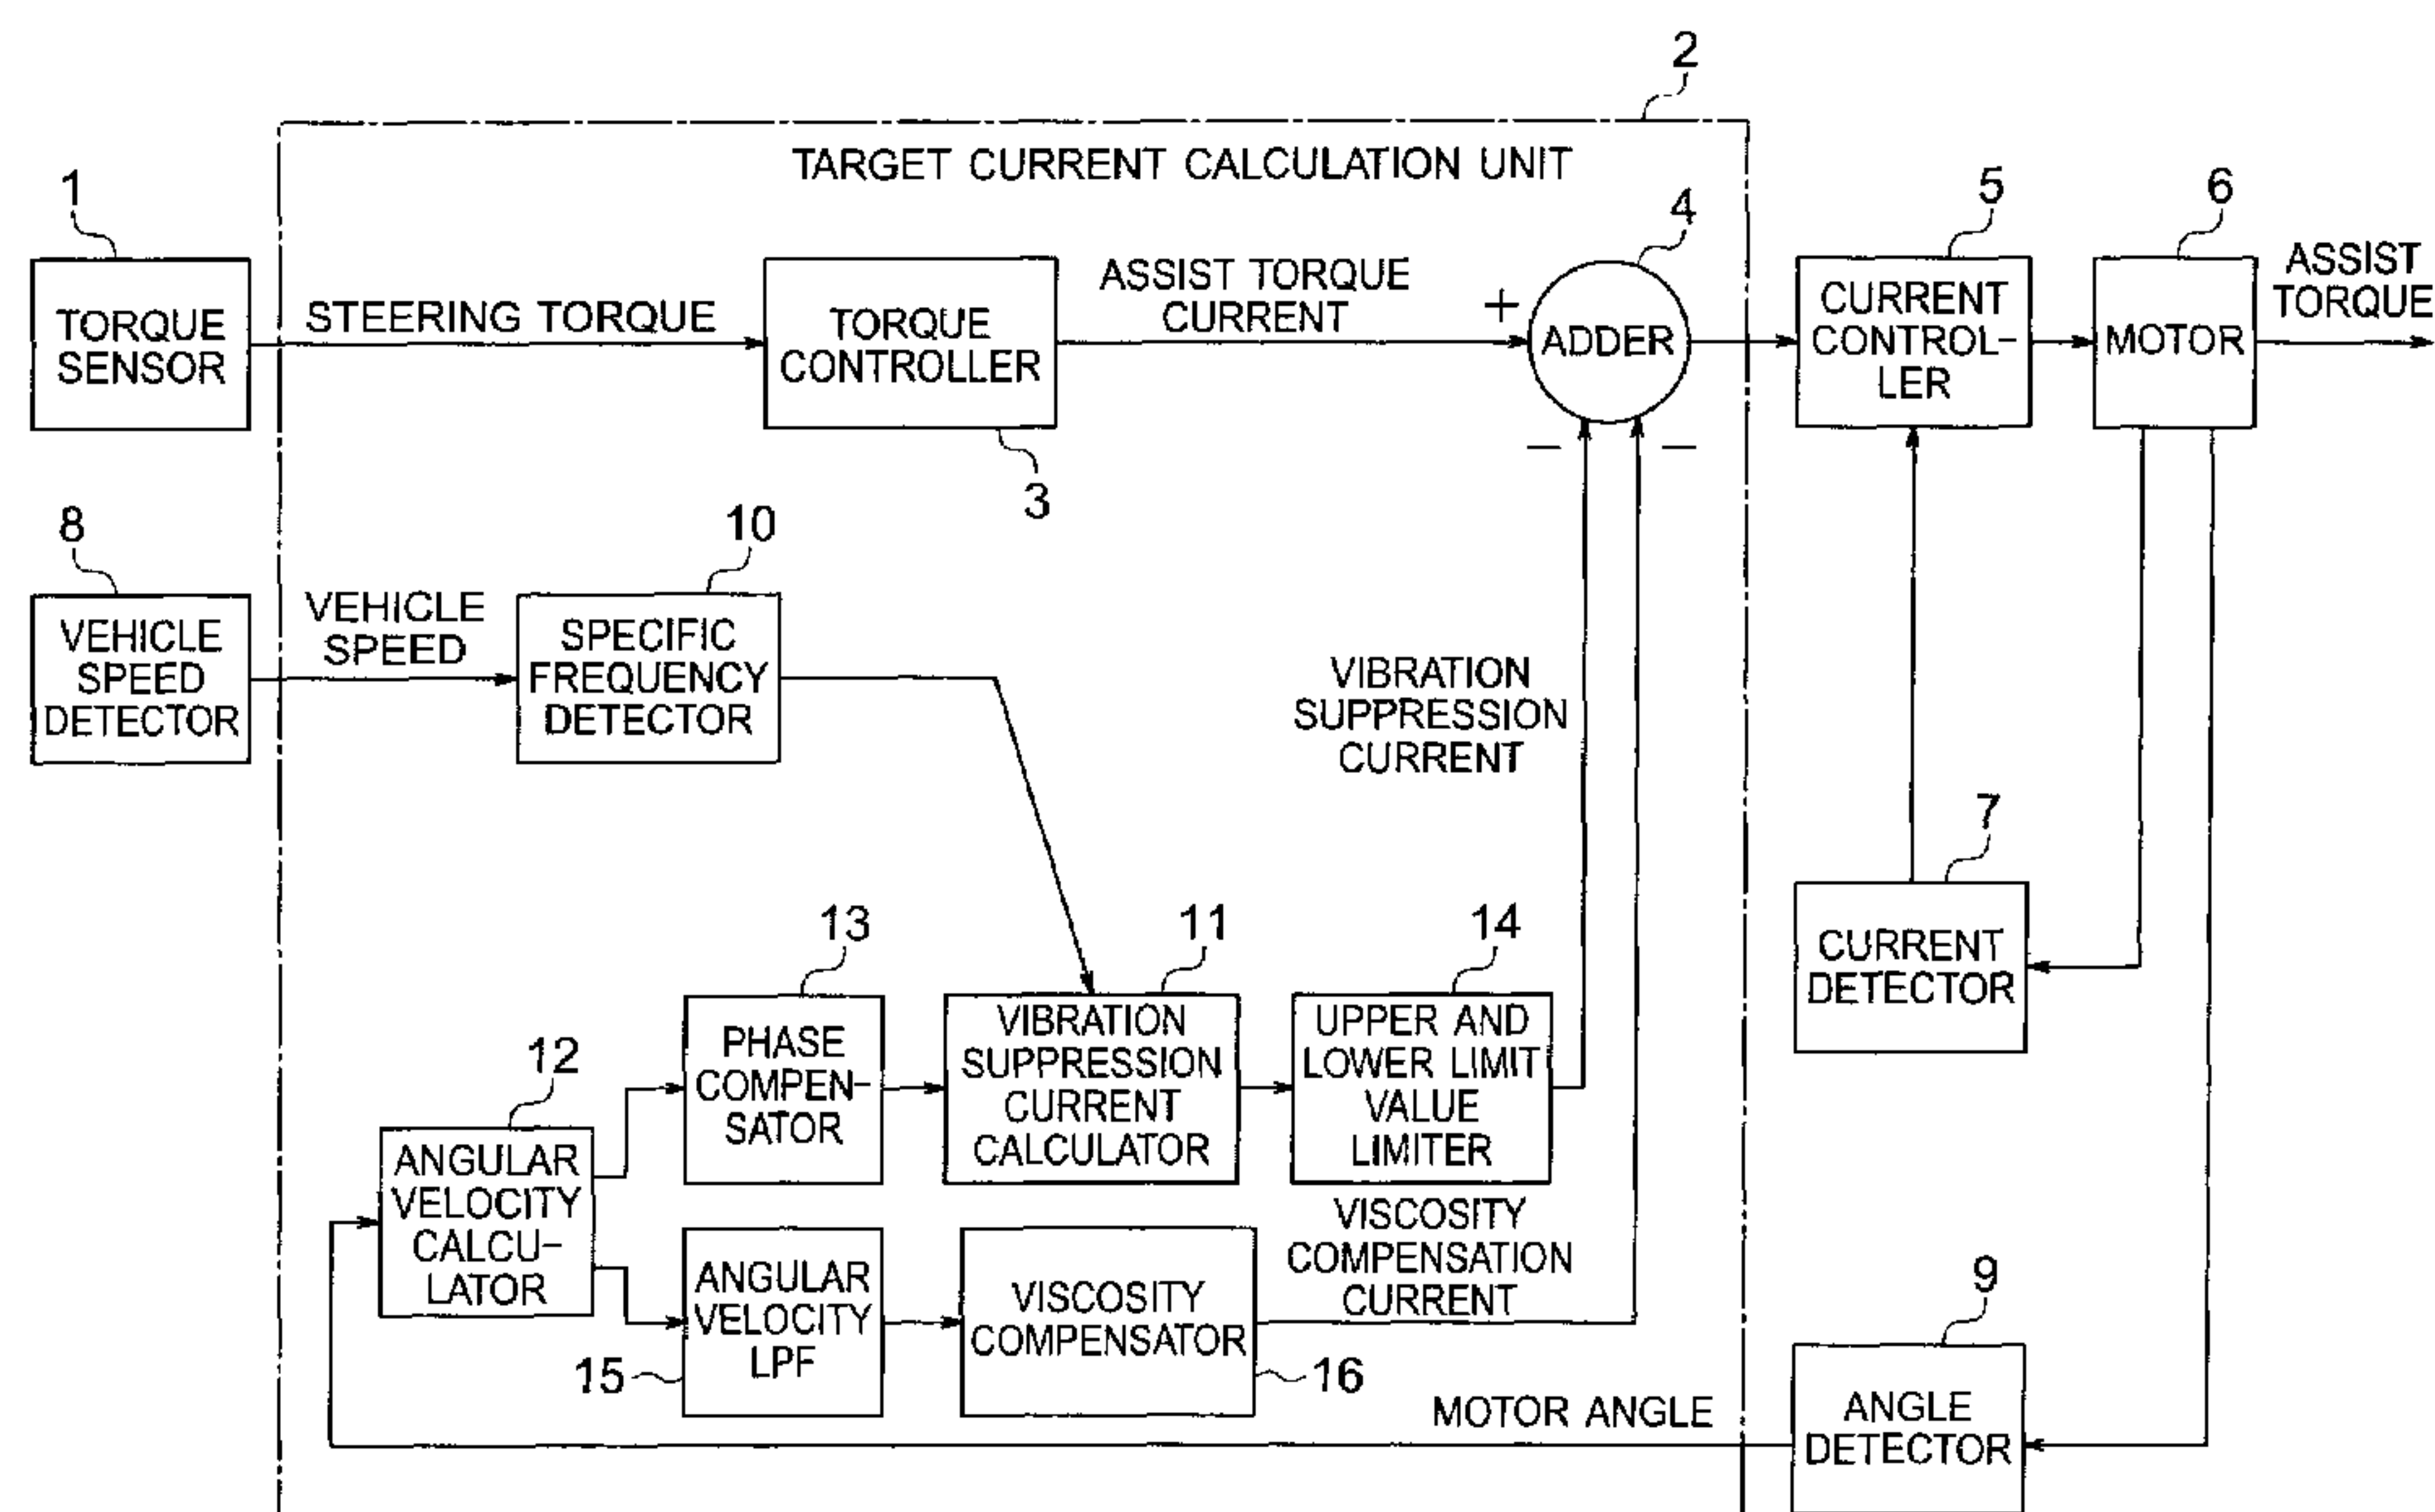 2
TARGET CURRENT CALCULATION UNIT
1
TORQUE
SENSOR
STEERING TORQUE
TORQUE
CONTROLLER
3
ASSIST TORQUE
CURRENT
+
4
ADDER
−
−
5
CURRENT
CONTROL-
LER
6
MOTOR
ASSIST
TORQUE
8
VEHICLE
SPEED
DETECTOR
VEHICLE
SPEED
10
SPECIFIC
FREQUENCY
DETECTOR
VIBRATION
SUPPRESSION
CURRENT
7
CURRENT
DETECTOR
12
ANGULAR
VELOCITY
CALCU-
LATOR
13
PHASE
COMPEN-
SATOR
11
VIBRATION
SUPPRESSION
CURRENT
CALCULATOR
14
UPPER AND
LOWER LIMIT
VALUE
LIMITER
15
ANGULAR
VELOCITY
LPF
VISCOSITY
COMPENSATOR
16
VISCOSITY
COMPENSATION
CURRENT
MOTOR ANGLE
9
ANGLE
DETECTOR